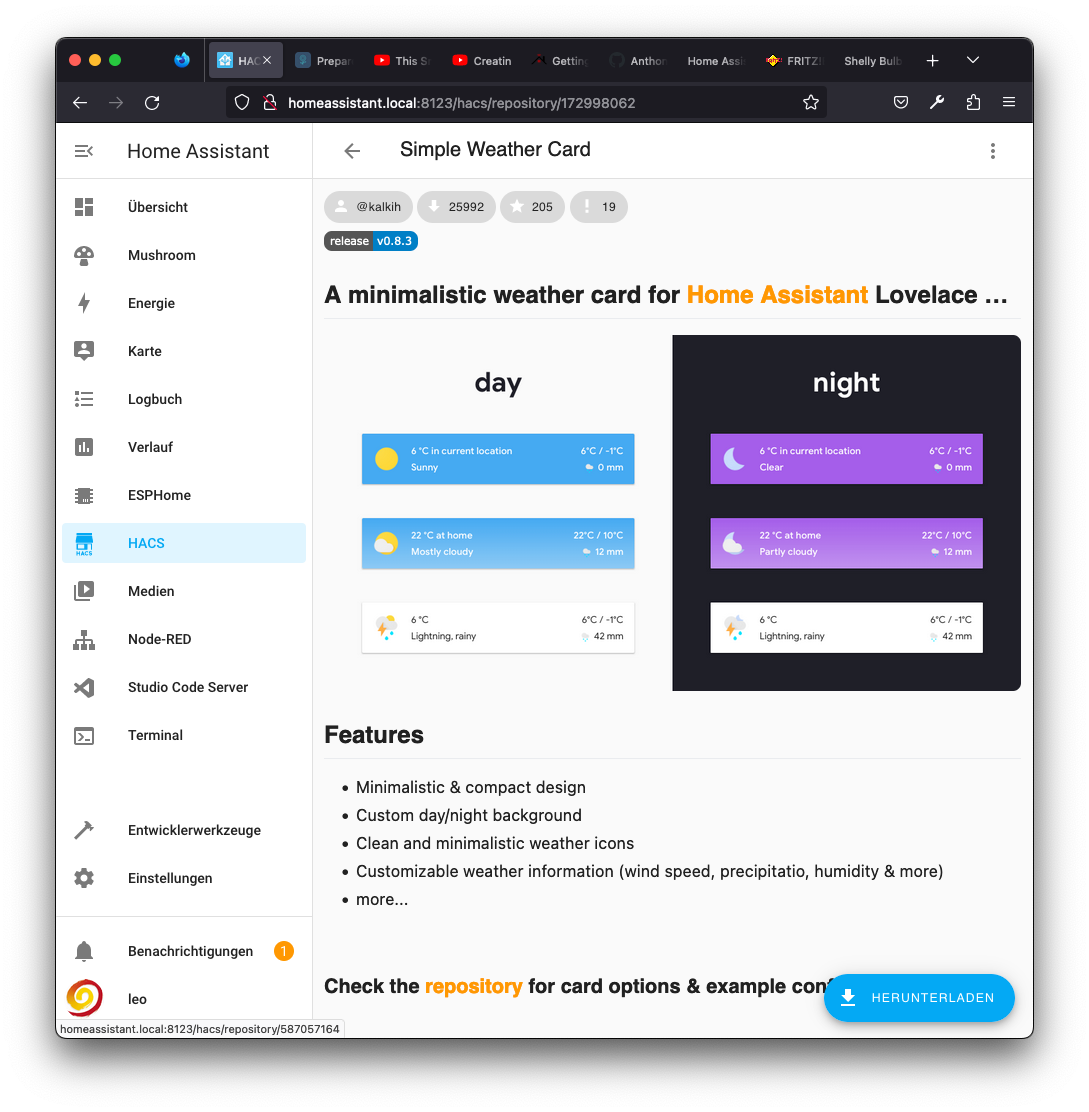 HAC
Prepar
This S
Creatin
Gettin
Anthon
Home Assi
FRITZ!
Shelly Bulb
homeassistant.local:8123/hacs/repository/172998062
Home Assistant
Simple Weather Card
Übersicht
Mushroom
Energie
Karte
Logbuch
Verlauf
ESPHome
HACS
HACS
Medien
Node-RED
Studio Code Server
Terminal
Entwicklerwerkzeuge
Einstellungen
Benachrichtigungen 1
leo
homeassistant.local:8123/hacs/repository/587057164
@kalkih 25992 205 19
release v0.8.3
A minimalistic weather card for Home Assistant Lovelace ...
day
6 °C in current location 6°C / -1°C
Sunny 0 mm
22 °C at home 22°C / 10°C
Mostly cloudy 12 mm
6 °C 6°C / -1°C
Lightning, rainy 42 mm
night
6 °C in current location 6°C / -1°C
Clear 0 mm
22 °C at home 22°C / 10°C
Partly cloudy 12 mm
6 °C 6°C / -1°C
Lightning, rainy 42 mm
Features
• Minimalistic & compact design
• Custom day/night background
• Clean and minimalistic weather icons
• Customizable weather information (wind speed, precipitatio, humidity & more)
• more...
Check the repository for card options & example conf
HERUNTERLADEN